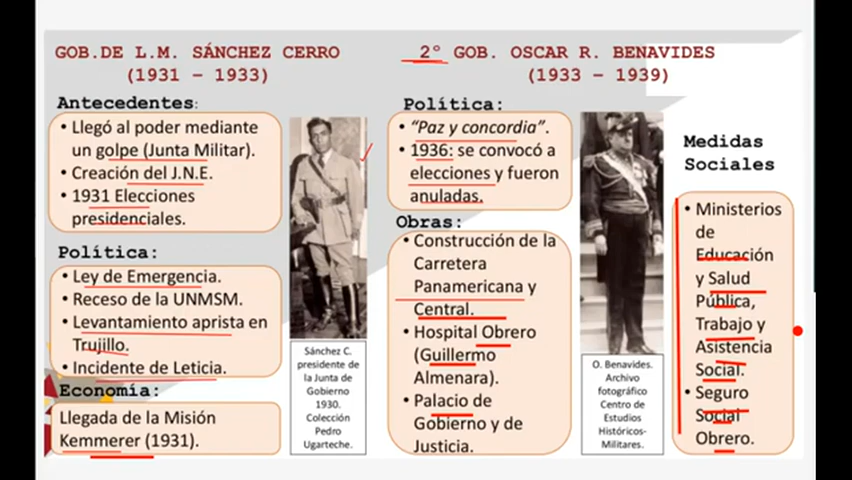 GOB.DE L.M. SÁNCHEZ CERRO
(1931 – 1933)
Antecedentes:
• Llegó al poder mediante
un golpe (Junta Militar).
• Creación del J.N.E.
• 1931 Elecciones
presidenciales.
Política:
• Ley de Emergencia.
• Receso de la UNMSM.
• Levantamiento aprista en
Trujillo.
• Incidente de Leticia.
Economía:
Llegada de la Misión
Kemmerer (1931).
Sánchez C.
presidente de
la Junta de
Gobierno
1930.
Colección
Pedro
Ugarteche.
2° GOB. OSCAR R. BENAVIDES
(1933 – 1939)
Política:
• “Paz y concordia”.
• 1936: se convocó a
elecciones y fueron
anuladas.
Obras:
• Construcción de la
Carretera
Panamericana y
Central.
• Hospital Obrero
(Guillermo
Almenara).
• Palacio de
Gobierno y de
Justicia.
O. Benavides.
Archivo
fotográfico
Centro de
Estudios
Históricos-
Militares.
Medidas
Sociales
• Ministerios
de
Educación
y Salud
Pública,
Trabajo y
Asistencia
Social.
• Seguro
Social
Obrero.